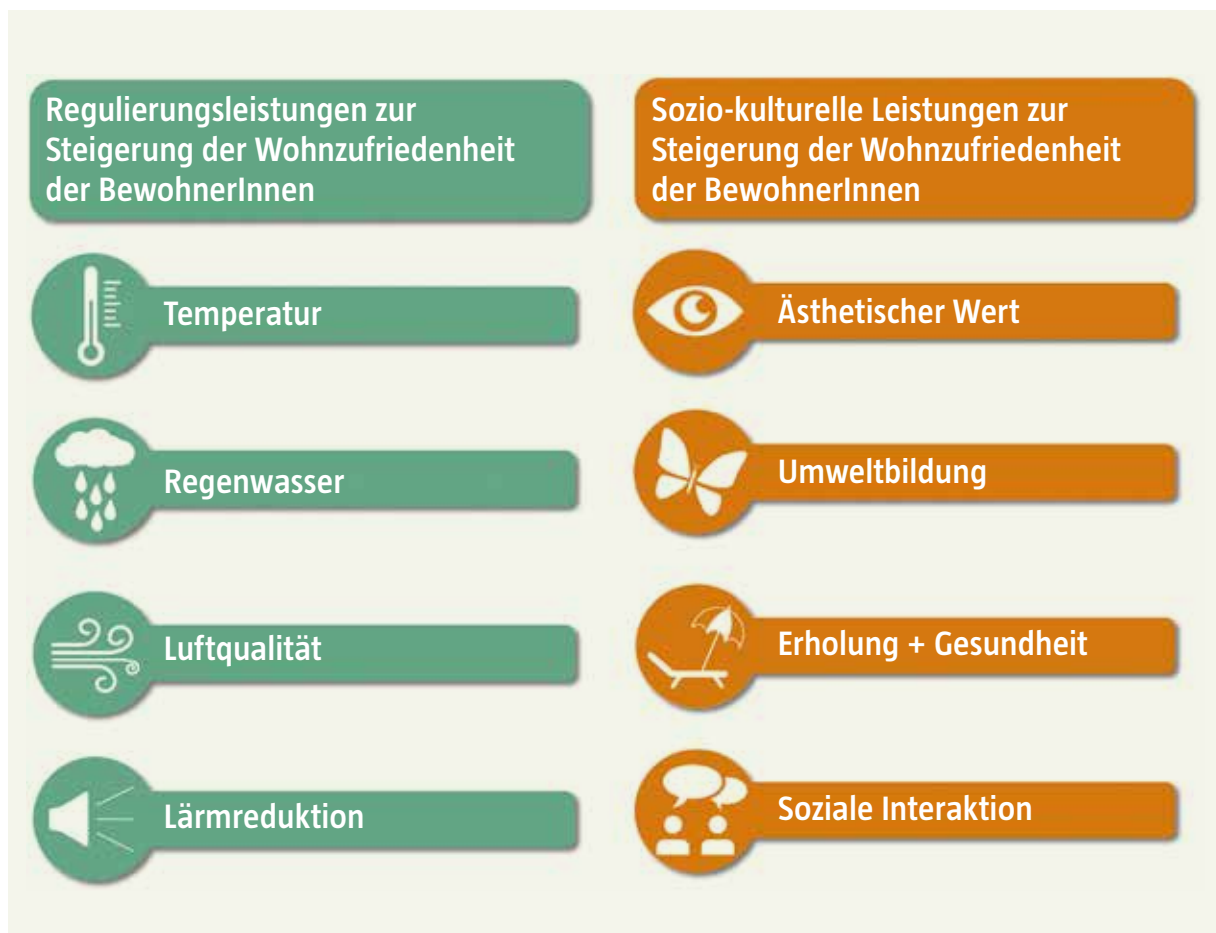 Regulierungsleistungen zur
Steigerung der Wohnzufriedenheit
der BewohnerInnen
Temperatur
Regenwasser
Luftqualität
Lärmreduktion
Sozio-kulturelle Leistungen zur
Steigerung der Wohnzufriedenheit
der BewohnerInnen
Ästhetischer Wert
Umweltbildung
Erholung + Gesundheit
Soziale Interaktion